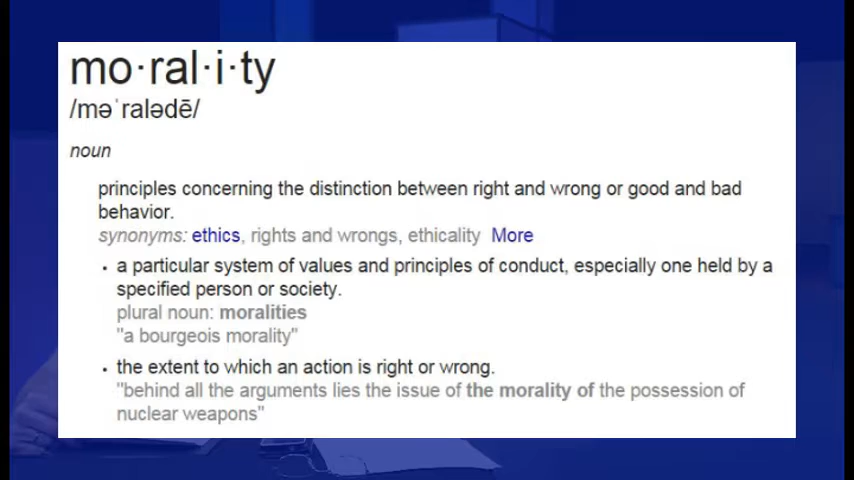 mo·ral·i·ty
/məˈralədē/
noun
principles concerning the distinction between right and wrong or good and bad
behavior.
synonyms: ethics, rights and wrongs, ethicality More
• a particular system of values and principles of conduct, especially one held by a
specified person or society.
plural noun: moralities
"a bourgeois morality"
• the extent to which an action is right or wrong.
"behind all the arguments lies the issue of the morality of the possession of
nuclear weapons"